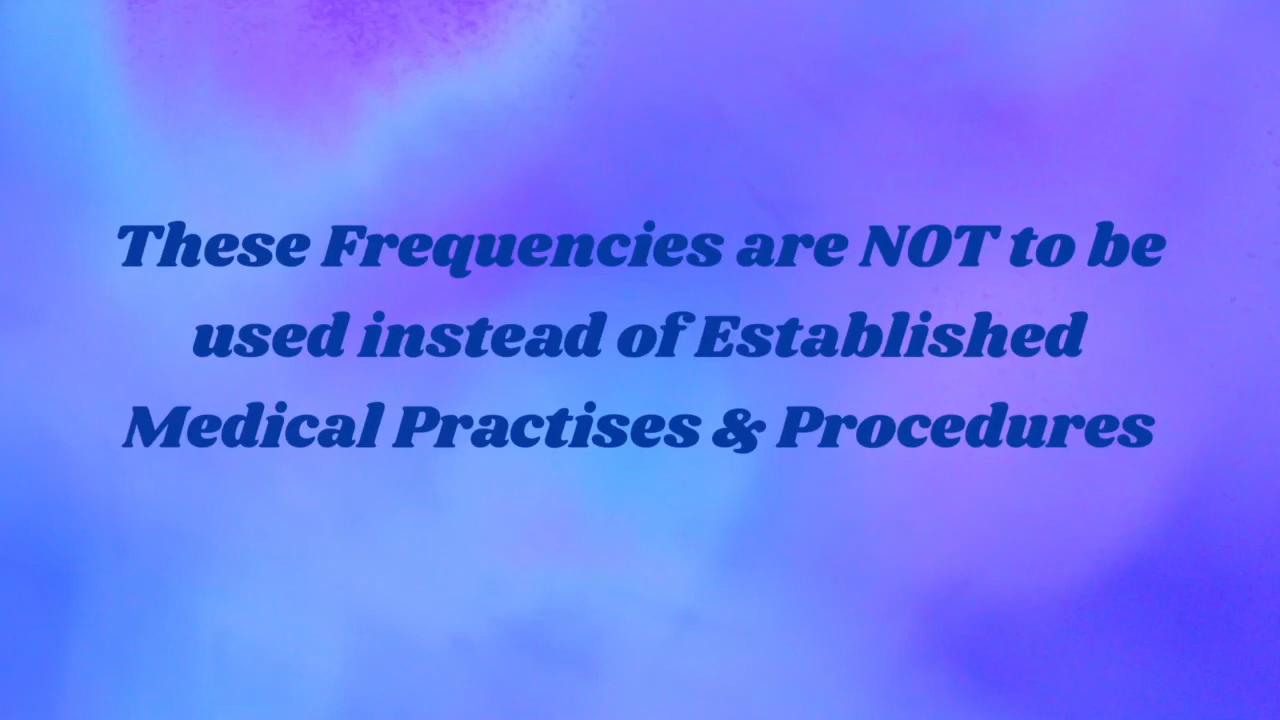 These Frequencies are NOT to be
used instead of Established
Medical Practises & Procedures